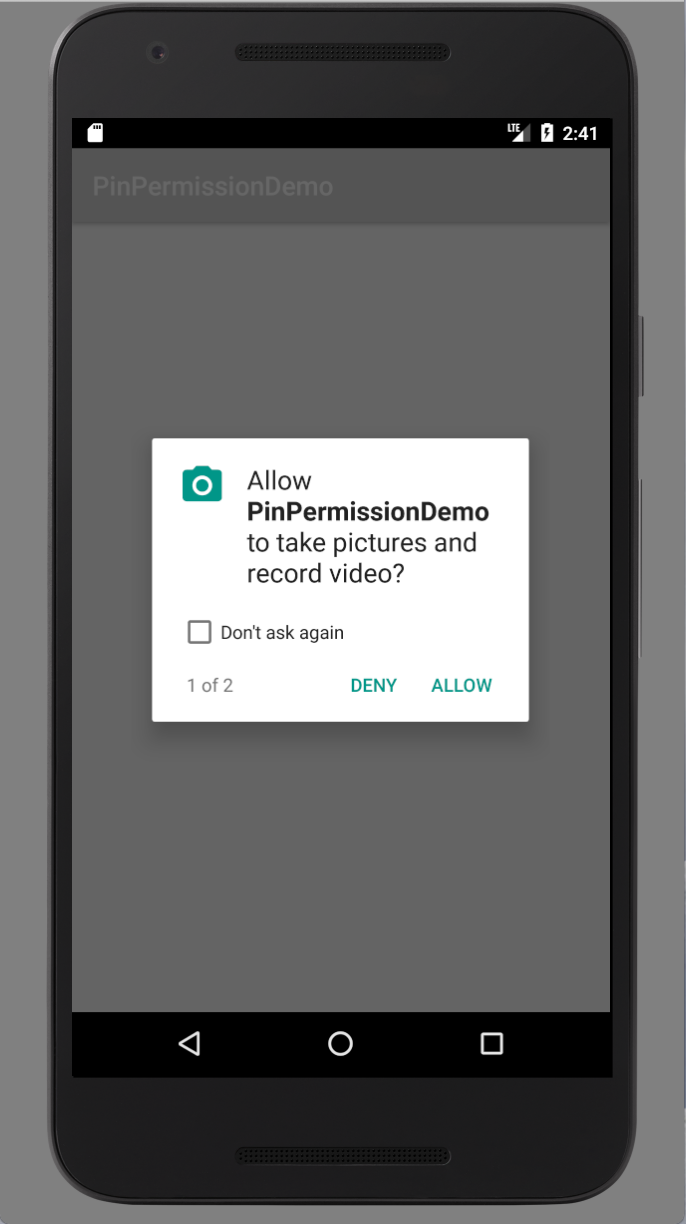 LTE 2:41
PinPermissionDemo
Allow
PinPermissionDemo
to take pictures and
record video?
Don't ask again
1 of 2 DENY ALLOW